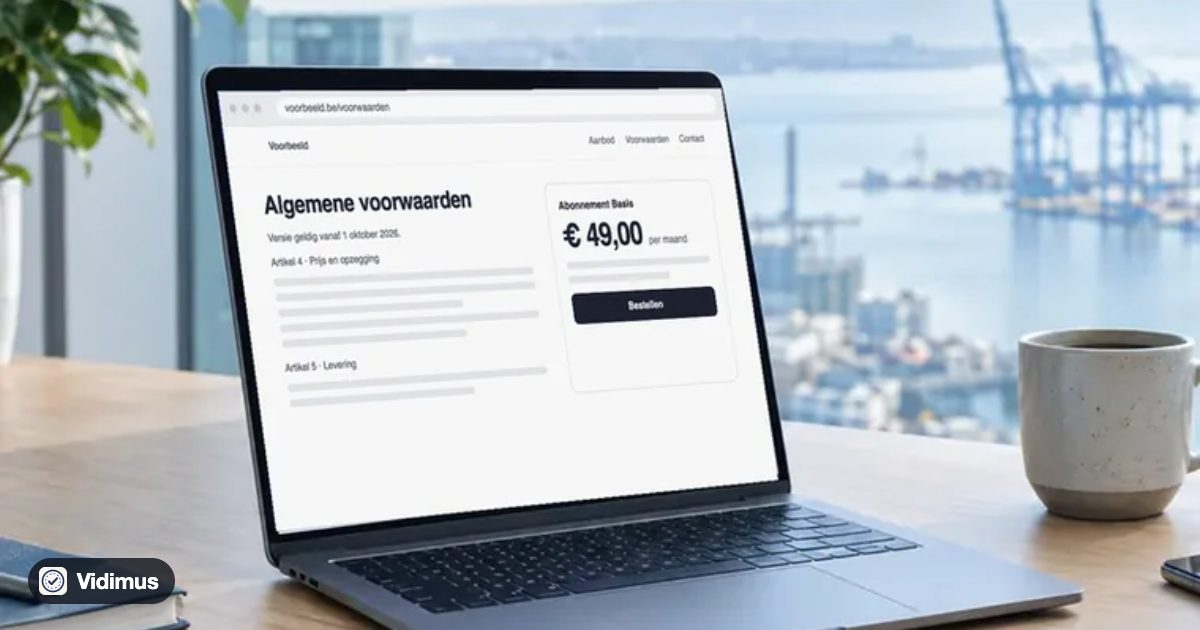 voorbeeld.be/voorwaarden
Voorbeeld
Aanbod Voorwaarden Contact
Algemene voorwaarden
Versie geldig vanaf 1 oktober 2026.
Artikel 4 · Prijs en opzegging
Artikel 5 · Levering
Abonnement Basis
€ 49,00 per maand
Bestellen
Vidimus